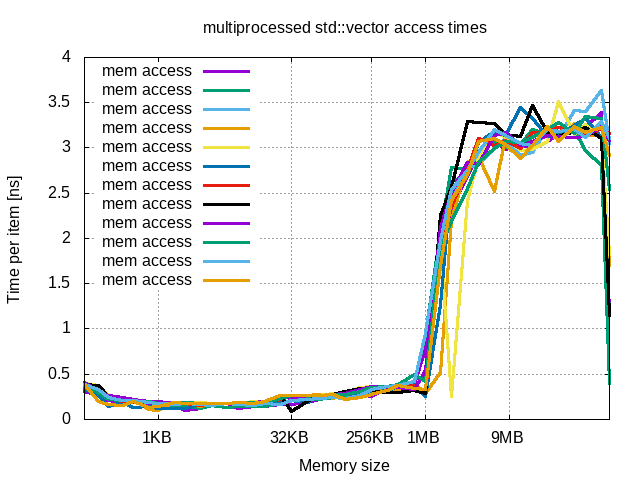 multiprocessed std::vector access times
4
3.5
3
2.5
2
1.5
1
0.5
0
Time per item [ns]
mem access
mem access
mem access
mem access
mem access
mem access
mem access
mem access
mem access
mem access
mem access
mem access
1KB 32KB 256KB 1MB 9MB
Memory size